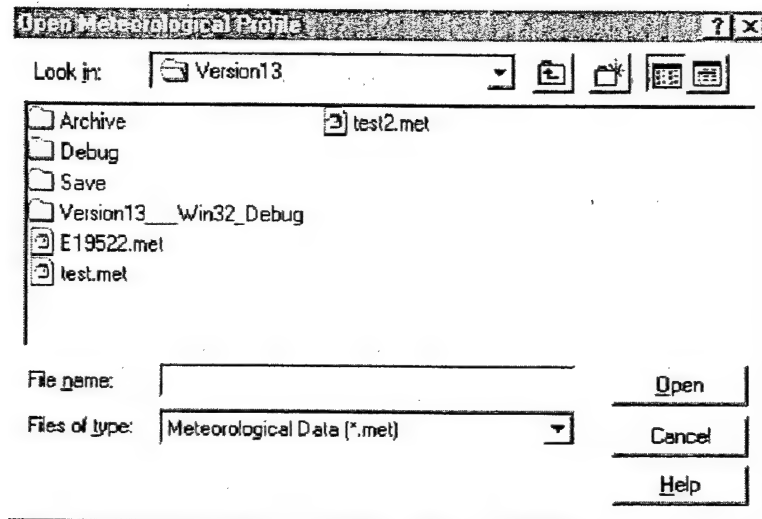 Open Meteorological Profile
Look in: Version13
Archive
Debug
Save
Version13___Win32_Debug
E19522.met
test.met
test2.met
File name:
Open
Files of type: Meteorological Data (*.met)
Cancel
Help